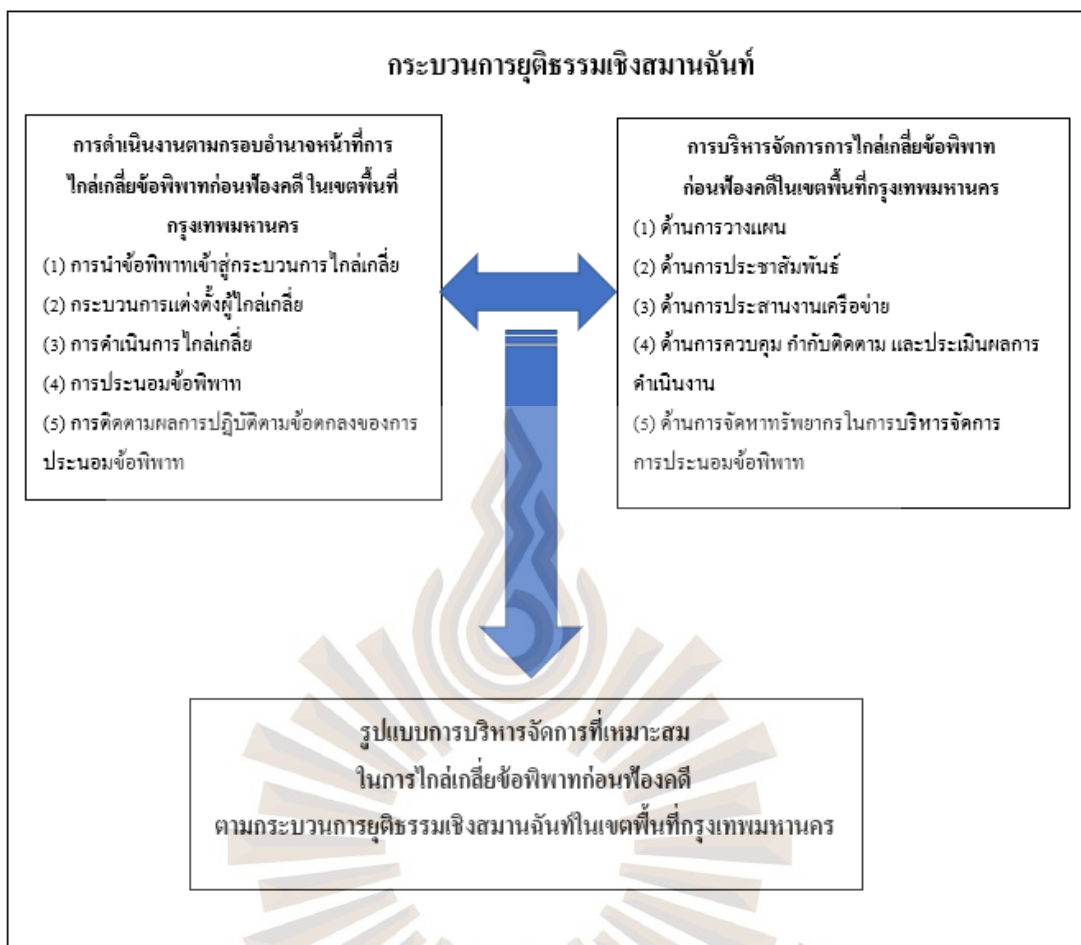 กระบวนการยุติธรรมเชิงสมานฉันท์
การดำเนินงานตามกรอบอำนาจหน้าที่การ
ไกล่เกลี่ยข้อพิพาทก่อนฟ้องคดี ในเขตพื้นที่
กรุงเทพมหานคร
(1) การนำข้อพิพาทเข้าสู่กระบวนการไกล่เกลี่ย
(2) กระบวนการแต่งตั้งผู้ไกล่เกลี่ย
(3) การดำเนินการไกล่เกลี่ย
(4) การประนอมข้อพิพาท
(5) การติดตามผลการปฏิบัติตามข้อตกลงของการ
ประนอมข้อพิพาท
การบริหารจัดการการไกล่เกลี่ยข้อพิพาท
ก่อนฟ้องคดีในเขตพื้นที่กรุงเทพมหานคร
(1) ด้านการวางแผน
(2) ด้านการประชาสัมพันธ์
(3) ด้านการประสานงานเครือข่าย
(4) ด้านการควบคุม กำกับติดตาม และประเมินผลการ
ดำเนินงาน
(5) ด้านการจัดหาทรัพยากรในการบริหารจัดการ
การประนอมข้อพิพาท
รูปแบบการบริหารจัดการที่เหมาะสม
ในการไกล่เกลี่ยข้อพิพาทก่อนฟ้องคดี
ตามกระบวนการยุติธรรมเชิงสมานฉันท์ในเขตพื้นที่กรุงเทพมหานคร